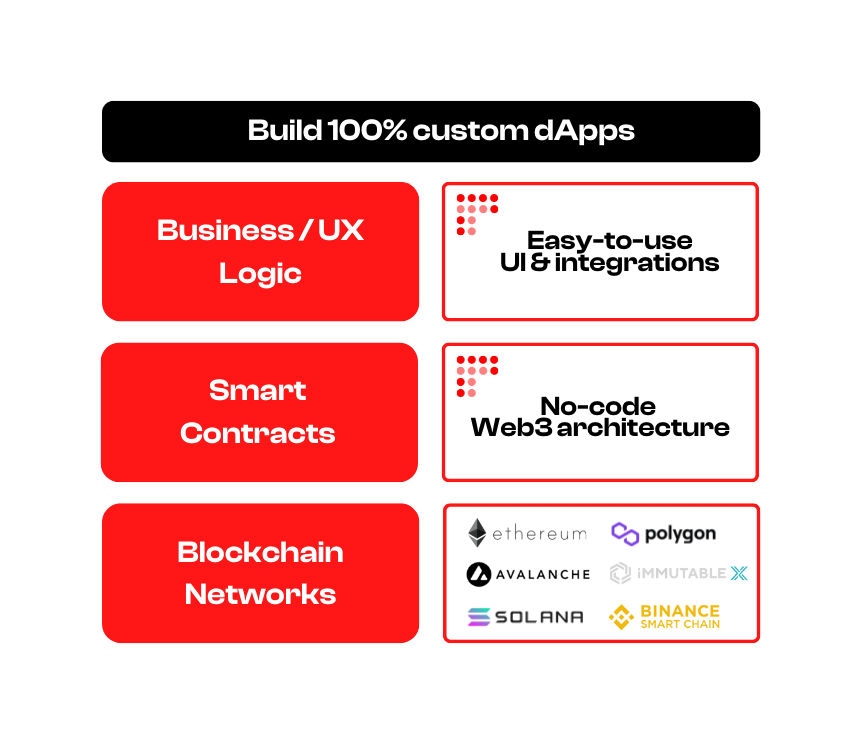 Build 100% custom dApps
Business / UX
Logic
Easy-to-use
UI & integrations
Smart
Contracts
No-code
Web3 architecture
Blockchain
Networks
ethereum
polygon
AVALANCHE
iMMUTABLE X
SOLANA
BINANCE
SMART CHAIN